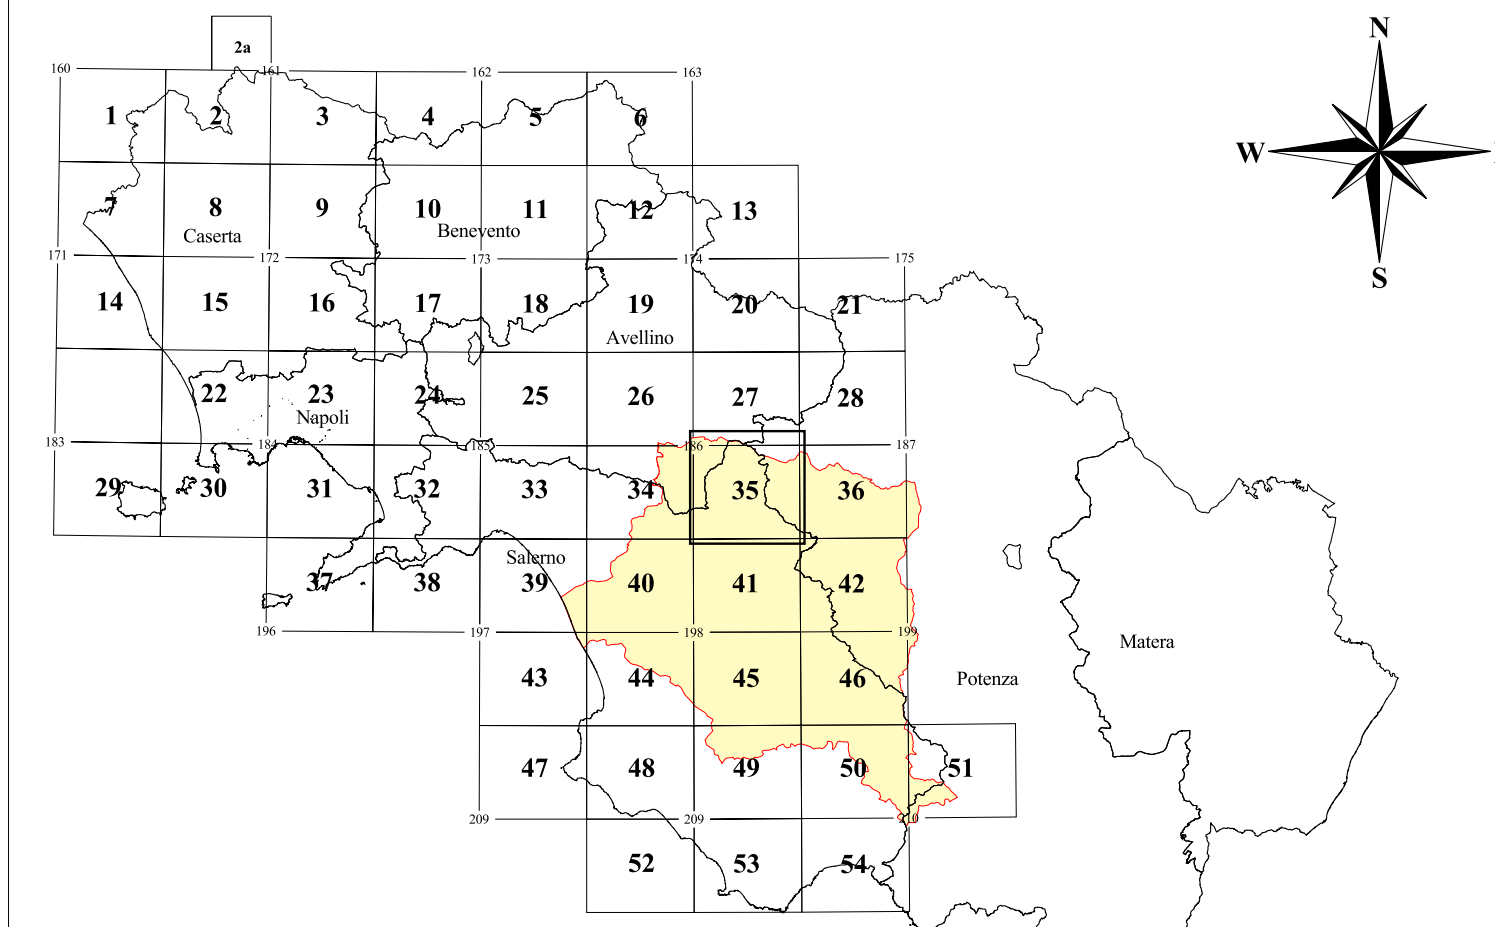 N
2a
160 161 162 163
1 2 3 4 5 6
W
7 8 9 10 11 12 13
Caserta Benevento
171 172 173 174 175
S
14 15 16 17 18 19 20 21
Avellino
22 23 24 25 26 27 28
Napoli
183 184 185 186 187
29 30 31 32 33 34 35 36
Salerno
37 38 39 40 41 42
196 197 198 199
Matera
43 44 45 46
Potenza
47 48 49 50 51
209 209 210
52 53 54